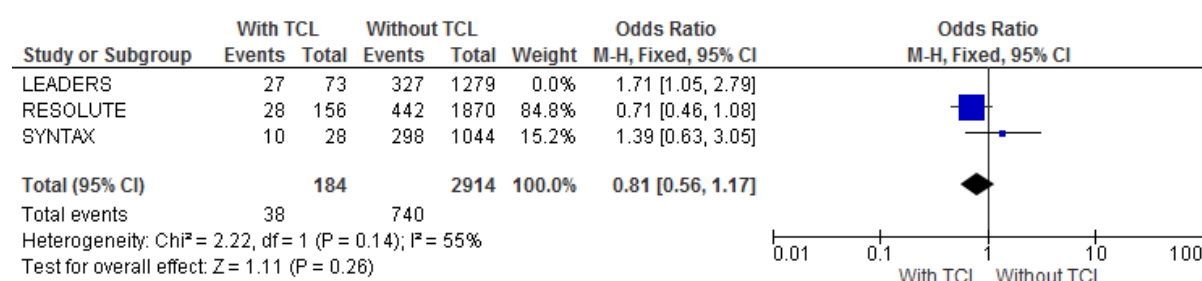 With TCL Without TCL Odds Ratio Odds Ratio
Study or Subgroup Events Total Events Total Weight M-H, Fixed, 95% CI M-H, Fixed, 95% CI
LEADERS 27 73 327 1279 0.0% 1.71 [1.05, 2.79]
RESOLUTE 28 156 442 1870 84.8% 0.71 [0.46, 1.08]
SYNTAX 10 28 298 1044 15.2% 1.39 [0.63, 3.05]
Total (95% CI) 184 2914 100.0% 0.81 [0.56, 1.17]
Total events 38 740
Heterogeneity: Chi² = 2.22, df = 1 (P = 0.14); I² = 55%
Test for overall effect: Z = 1.11 (P = 0.26)
0.01 0.1 1 10 100
With TCL Without TCL